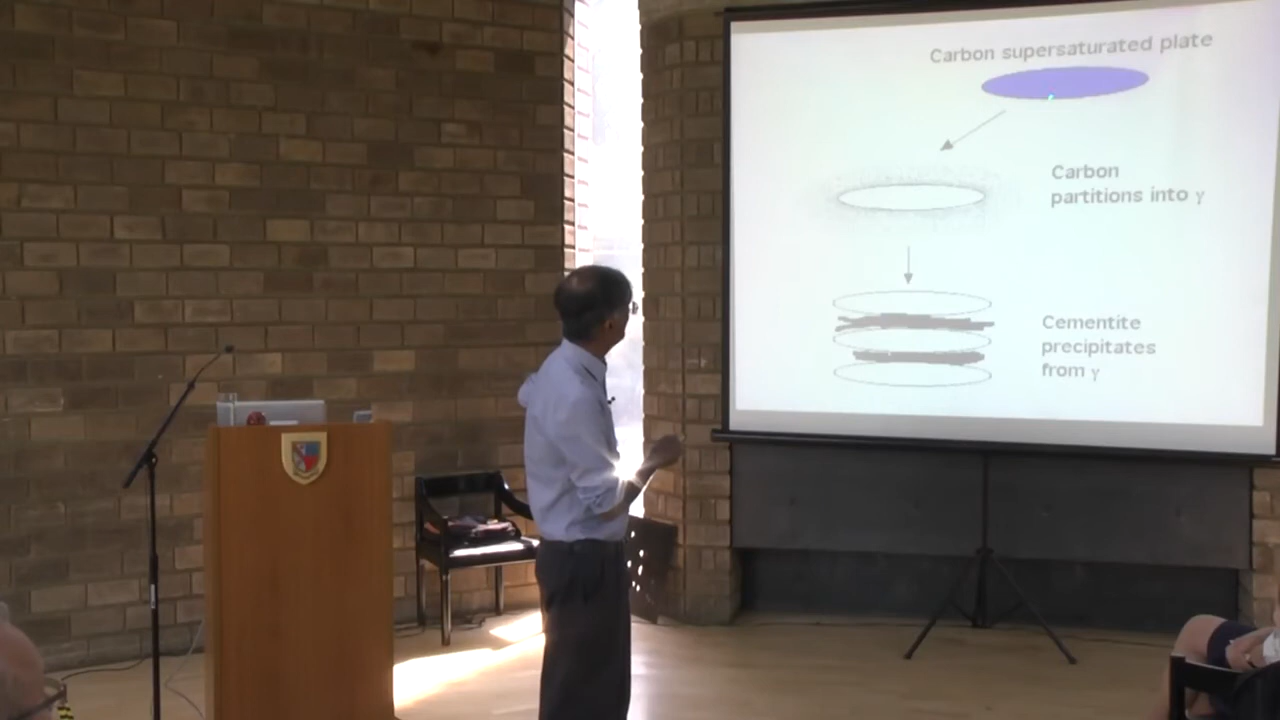 Carbon supersaturated plate
Carbon
partitions into γ
Cementite
precipitates
from γ